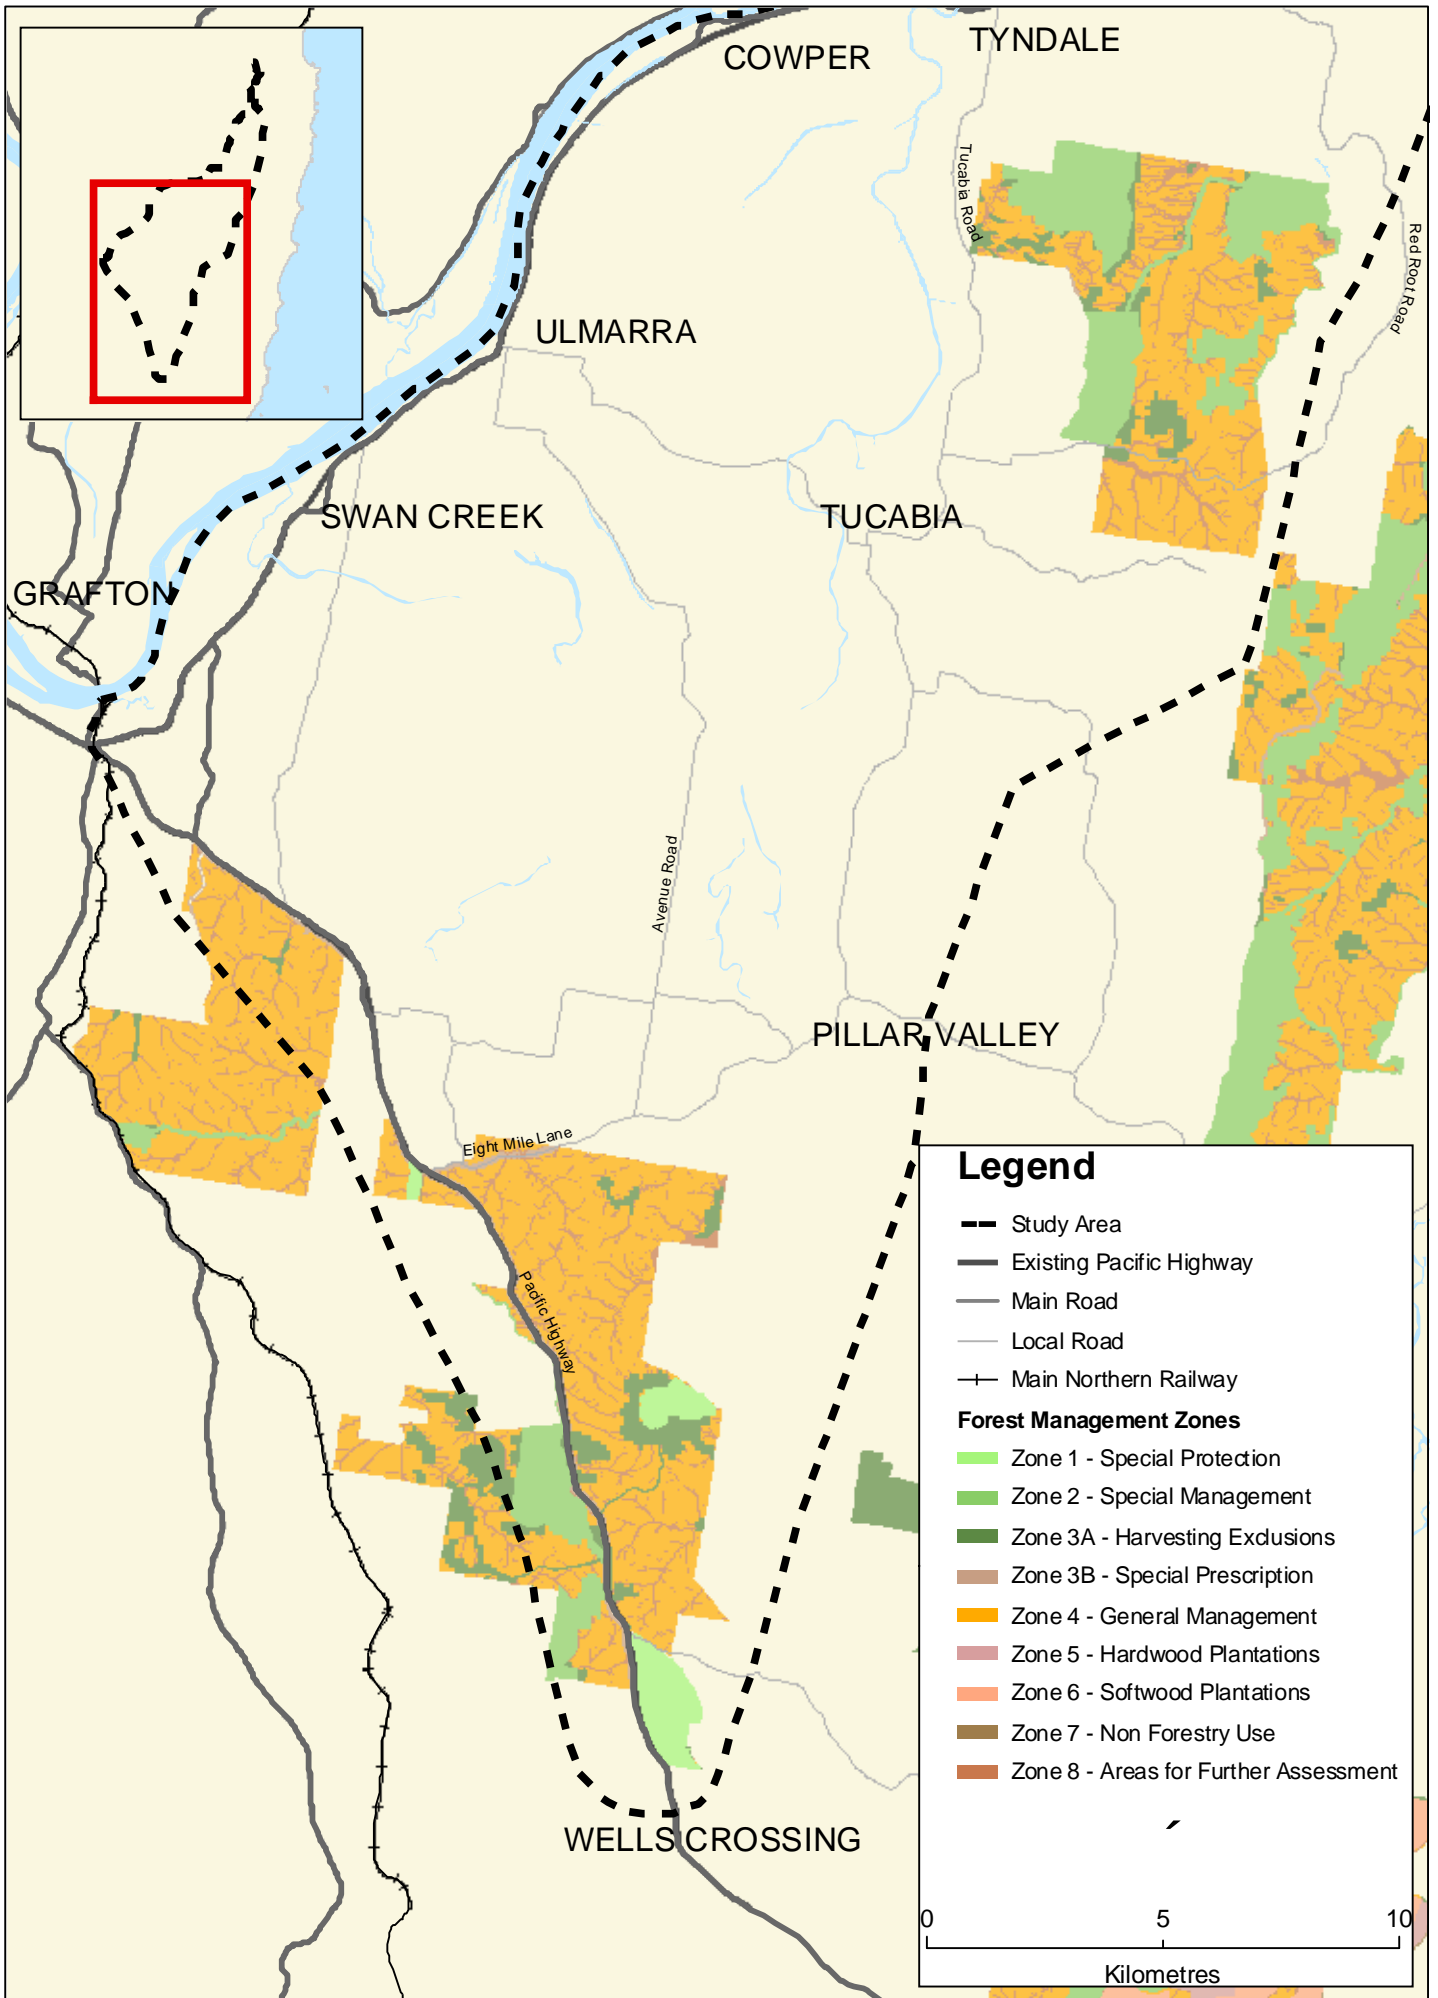 TYNDALE
COWPER
Tucabia Road
Red Root Road
ULMARRA
SWAN CREEK
TUCABIA
GRAFTON
Avenue Road
PILLAR VALLEY
Eight Mile Lane
Pacific Highway
WELLS CROSSING
Legend
Study Area
Existing Pacific Highway
Main Road
Local Road
Main Northern Railway
Forest Management Zones
Zone 1 - Special Protection
Zone 2 - Special Management
Zone 3A - Harvesting Exclusions
Zone 3B - Special Prescription
Zone 4 - General Management
Zone 5 - Hardwood Plantations
Zone 6 - Softwood Plantations
Zone 7 - Non Forestry Use
Zone 8 - Areas for Further Assessment
0 5 10
Kilometres